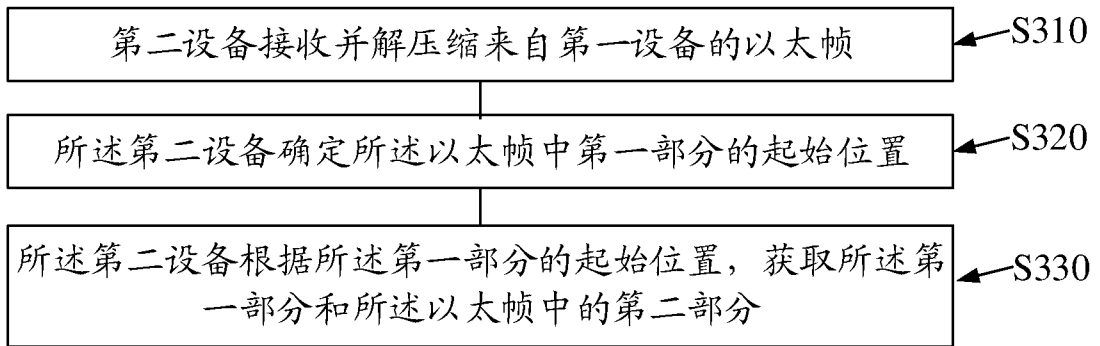 第二设备接收并解压缩来自第一设备的以太帧
S310
所述第二设备确定所述以太帧中第一部分的起始位置
S320
所述第二设备根据所述第一部分的起始位置，获取所述第
一部分和所述以太帧中的第二部分
S330